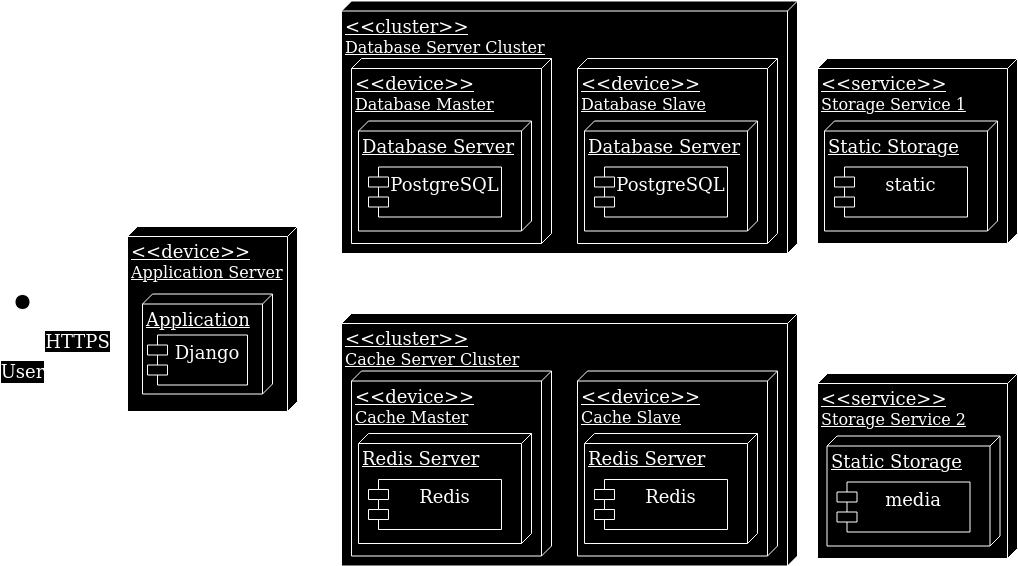 <<cluster>>
Database Server Cluster
<<device>>
Database Master
Database Server
PostgreSQL
<<device>>
Database Slave
Database Server
PostgreSQL
<<service>>
Storage Service 1
Static Storage
static
<<device>>
Application Server
Application
Django
HTTPS
User
<<cluster>>
Cache Server Cluster
<<device>>
Cache Master
Redis Server
Redis
<<device>>
Cache Slave
Redis Server
Redis
<<service>>
Storage Service 2
Static Storage
media